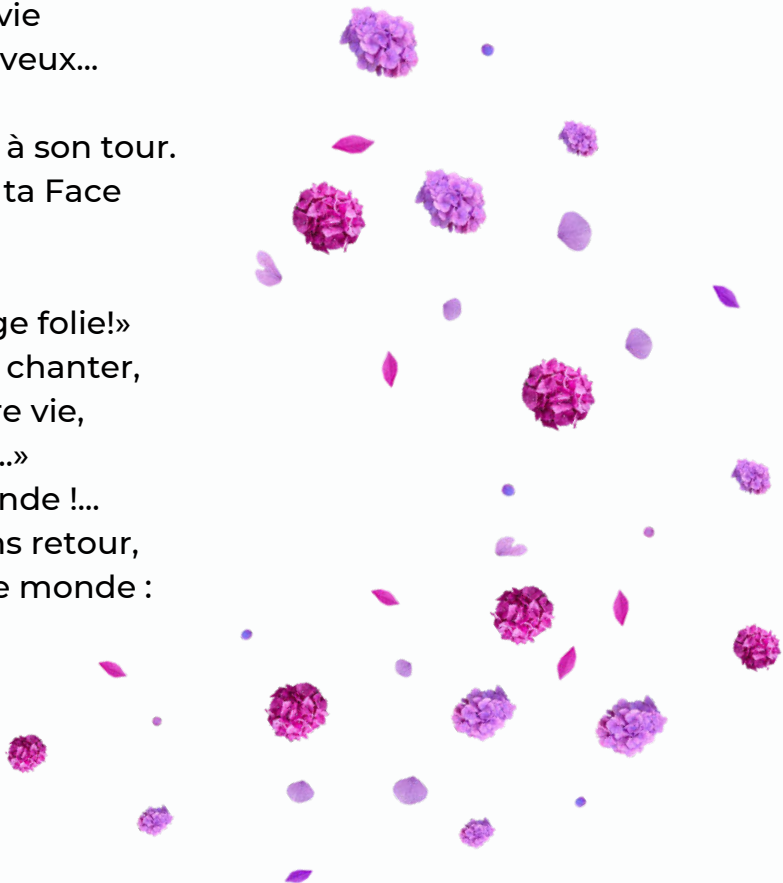 vie
veux...
à son tour.
ta Face
ge folie!»
chanter,
re vie,
..»
nde !...
ns retour,
e monde :